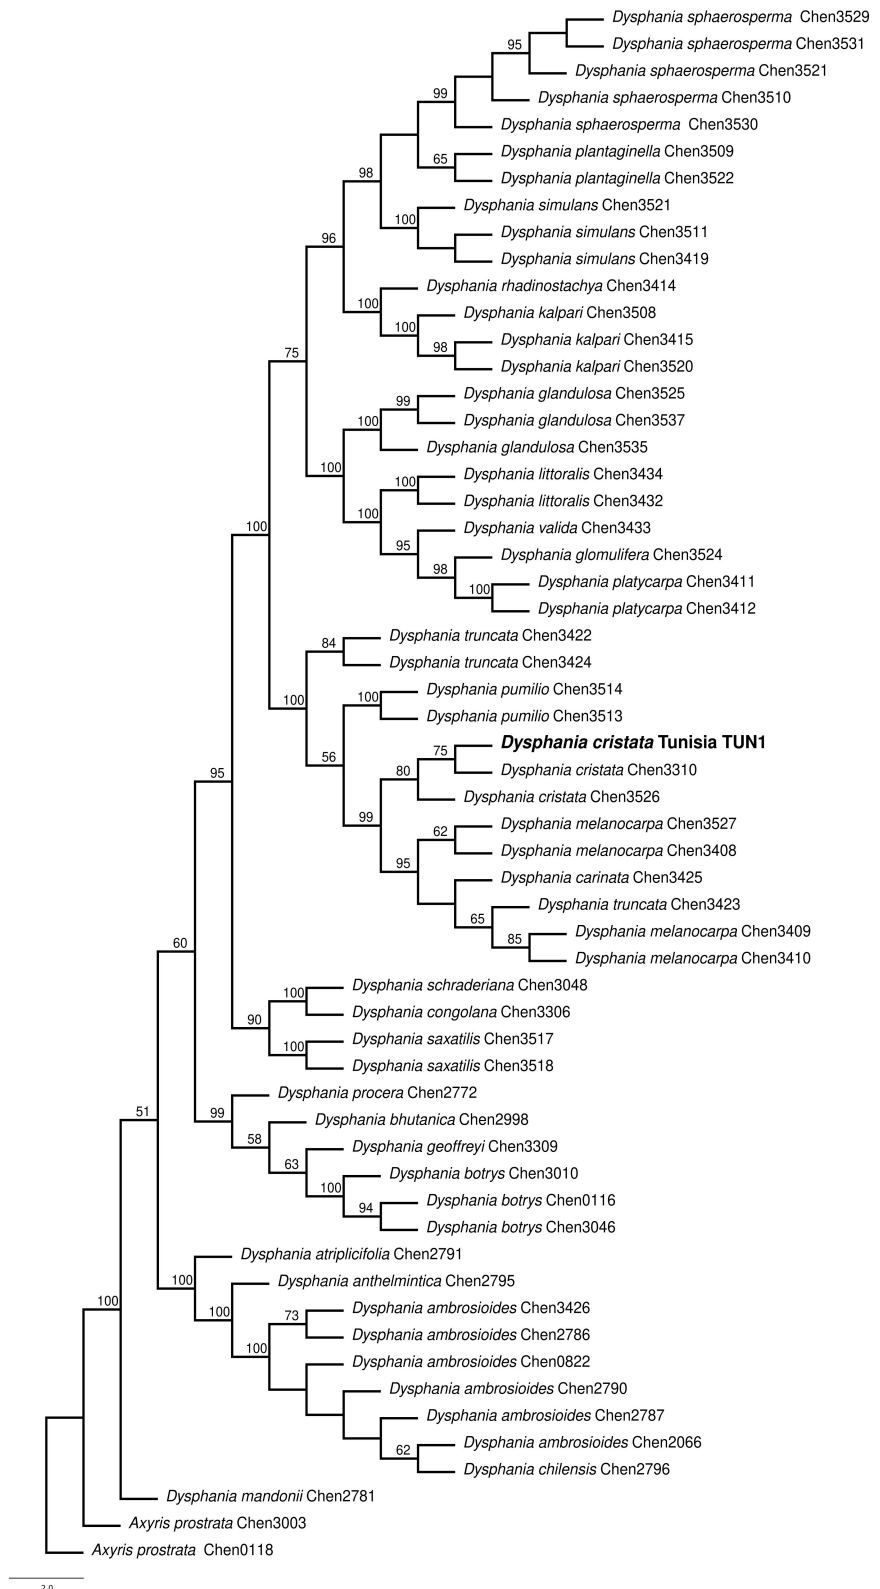 Dysphania sphaerosperma Chen3529
Dysphania sphaerosperma Chen3531
95
Dysphania sphaerosperma Chen3521
99
Dysphania sphaerosperma Chen3510
Dysphania sphaerosperma Chen3530
Dysphania plantaginella Chen3509
65
98
Dysphania plantaginella Chen3522
Dysphania simulans Chen3521
100
Dysphania simulans Chen3511
96
Dysphania simulans Chen3419
Dysphania rhadinostachya Chen3414
100
Dysphania kalpari Chen3508
100
Dysphania kalpari Chen3415
98
75
Dysphania kalpari Chen3520
Dysphania glandulosa Chen3525
99
Dysphania glandulosa Chen3537
100
Dysphania glandulosa Chen3535
100
Dysphania littoralis Chen3434
100
Dysphania littoralis Chen3432
100
100
Dysphania valida Chen3433
95
Dysphania glomulifera Chen3524
98
Dysphania platycarpa Chen3411
100
Dysphania platycarpa Chen3412
Dysphania truncata Chen3422
84
Dysphania truncata Chen3424
100
Dysphania pumilio Chen3514
100
Dysphania pumilio Chen3513
56
Dysphania cristata Tunisia TUN1
75
Dysphania cristata Chen3310
80
95
Dysphania cristata Chen3526
99
Dysphania melanocarpa Chen3527
62
Dysphania melanocarpa Chen3408
95
Dysphania carinata Chen3425
Dysphania truncata Chen3423
65
Dysphania melanocarpa Chen3409
85
60
Dysphania melanocarpa Chen3410
Dysphania schraderiana Chen3048
100
Dysphania congolana Chen3306
90
Dysphania saxatilis Chen3517
100
Dysphania saxatilis Chen3518
Dysphania procera Chen2772
51
99
Dysphania bhutanica Chen2998
58
Dysphania geoffreyi Chen3309
63
Dysphania botrys Chen3010
100
Dysphania botrys Chen0116
94
Dysphania botrys Chen3046
Dysphania atriplicifolia Chen2791
100
Dysphania anthelmintica Chen2795
100
100
Dysphania ambrosioides Chen3426
73
Dysphania ambrosioides Chen2786
100
Dysphania ambrosioides Chen0822
Dysphania ambrosioides Chen2790
Dysphania ambrosioides Chen2787
Dysphania ambrosioides Chen2066
62
Dysphania chilensis Chen2796
Dysphania mandonii Chen2781
Axyris prostrata Chen3003
Axyris prostrata Chen0118
2.0